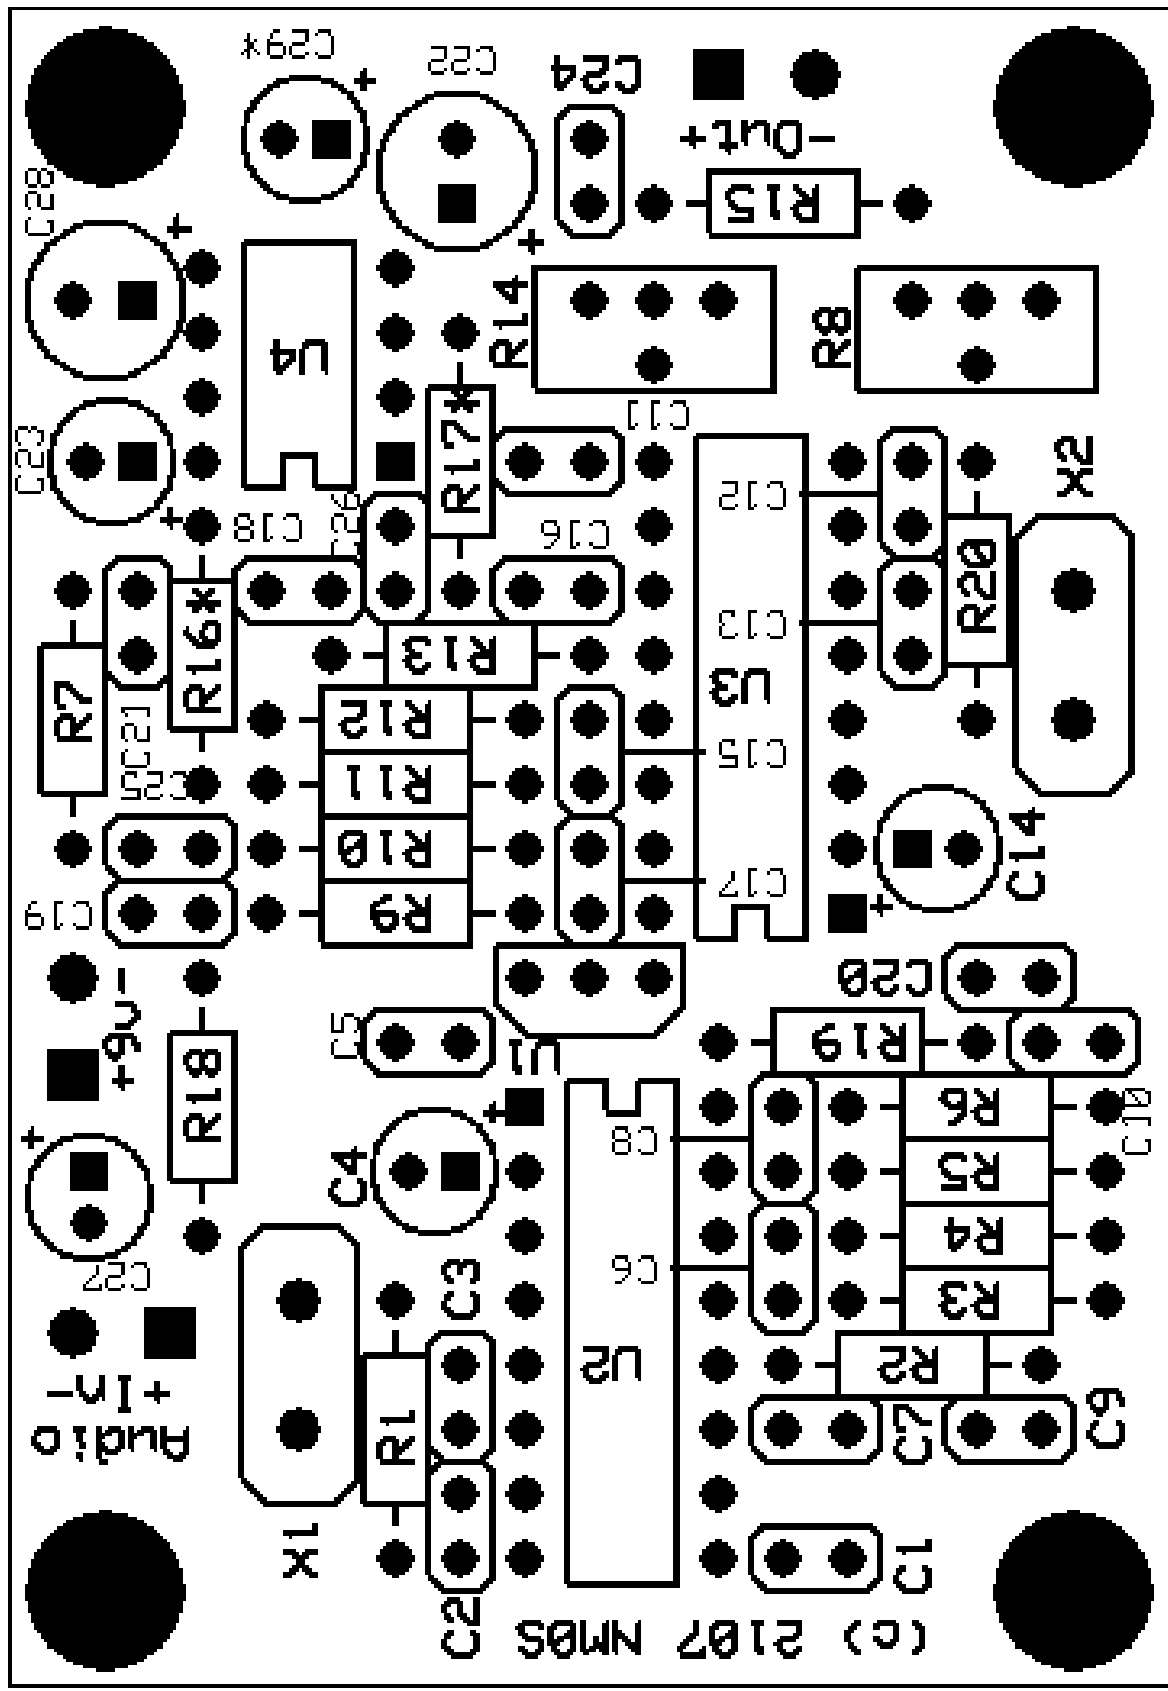 C29*
C22
C24
+
-Out+
C28
R15
+
+
R14
R8
U4
C11
R17*
C23
X2
C12
+
C18
C26
C16
R20
R16*
C13
R13
U3
R7
R12
C21
C15
R11
C25
R10
C14
C17
R9
C19
+
C20
+9v-
C5
U1
R19
R18
R6
+
+
C8
C10
C4
R5
R4
C27
C3
C6
R3
U2
R2
+In-
Audio
R1
C7
C9
X1
C1
C2
(c) 2107 NM0S